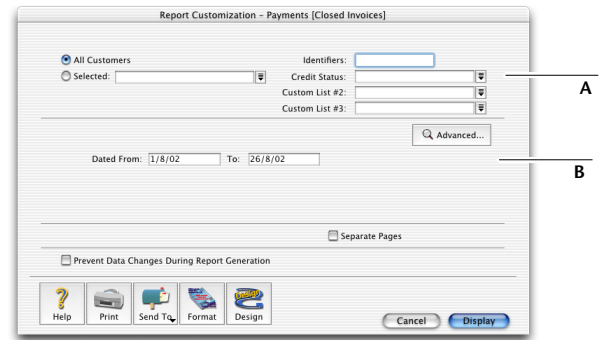 Report Customization – Payments [Closed Invoices]
All Customers
Identifiers:
Selected:
Credit Status:
A
Custom List #2:
Custom List #3:
Advanced...
Dated From: 1/8/02 To: 26/8/02
B
Separate Pages
Prevent Data Changes During Report Generation
Help Print Send To Format Design
Cancel Display